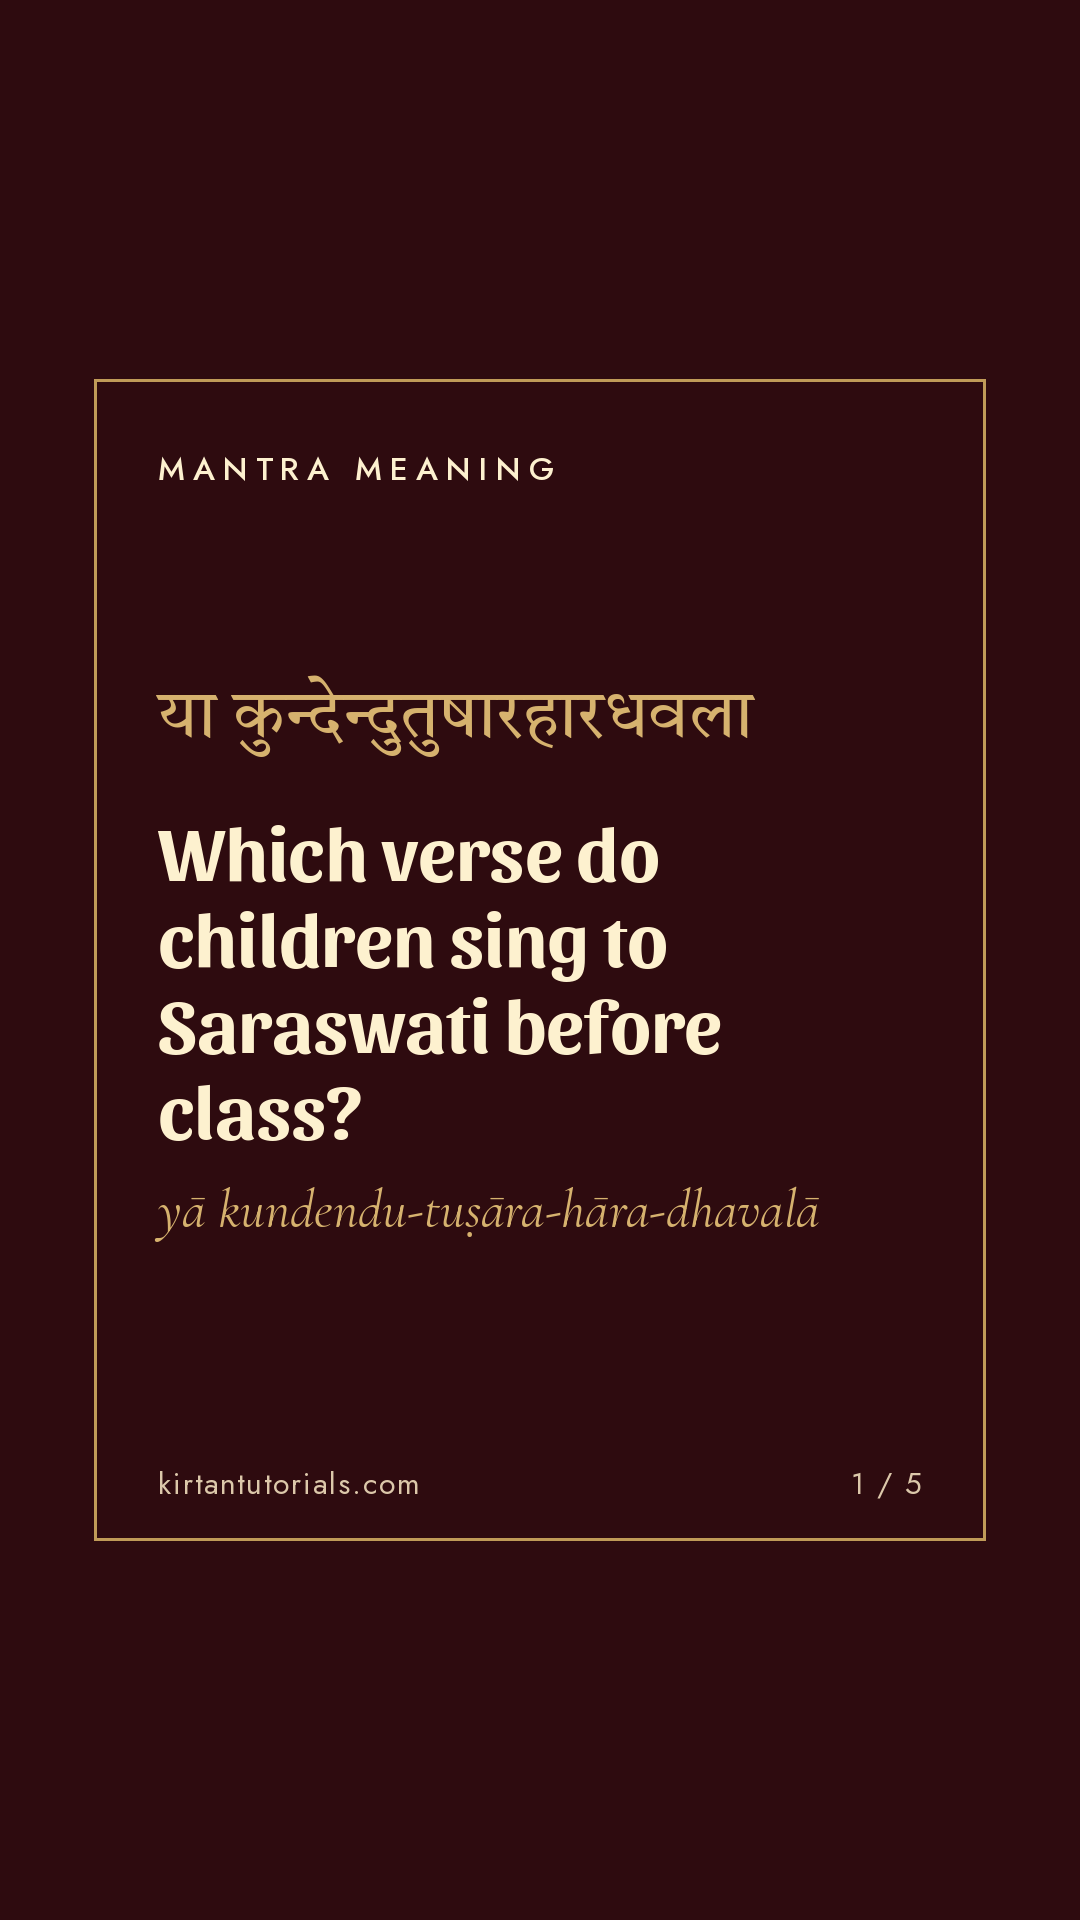 MANTRA MEANING
या कुन्देन्दुतुषारहारधवला
Which verse do
children sing to
Saraswati before
class?
yā kundendu-tuṣāra-hāra-dhavalā
kirtantutorials.com
1 / 5